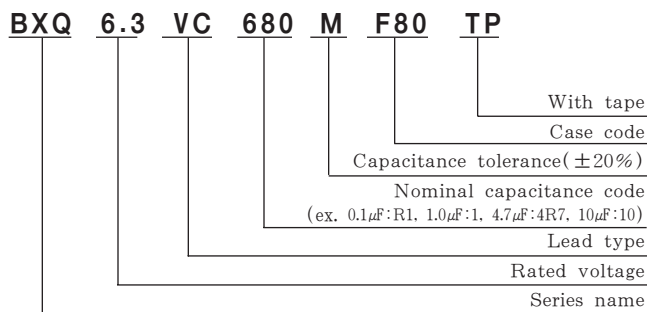 BXQ 6.3 VC 680 M F80 TP
With tape
Case code
Capacitance tolerance(±20%)
Nominal capacitance code
(ex. 0.1μF:R1, 1.0μF:1, 4.7μF:4R7, 10μF:10)
Lead type
Rated voltage
Series name